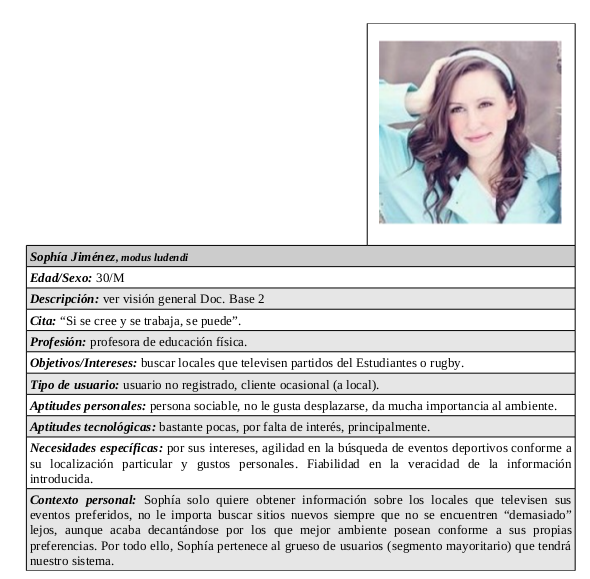 Sophía Jiménez, modus ludendi
Edad/Sexo: 30/M
Descripción: ver visión general Doc. Base 2
Cita: “Si se cree y se trabaja, se puede”.
Profesión: profesora de educación física.
Objetivos/Intereses: buscar locales que televisen partidos del Estudiantes o rugby.
Tipo de usuario: usuario no registrado, cliente ocasional (a local).
Aptitudes personales: persona sociable, no le gusta desplazarse, da mucha importancia al ambiente.
Aptitudes tecnológicas: bastante pocas, por falta de interés, principalmente.
Necesidades específicas: por sus intereses, agilidad en la búsqueda de eventos deportivos conforme a
su localización particular y gustos personales. Fiabilidad en la veracidad de la información
introducida.
Contexto personal: Sophía solo quiere obtener información sobre los locales que televisen sus
eventos preferidos, no le importa buscar sitios nuevos siempre que no se encuentren “demasiado”
lejos, aunque acaba decantándose por los que mejor ambiente posean conforme a sus propias
preferencias. Por todo ello, Sophía pertenece al grueso de usuarios (segmento mayoritario) que tendrá
nuestro sistema.